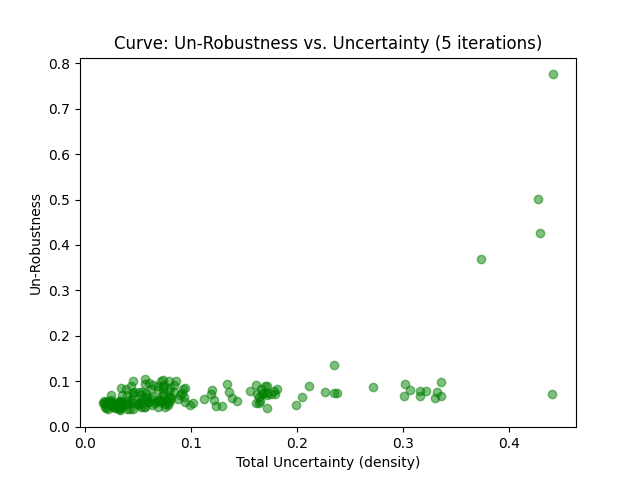 Curve: Un-Robustness vs. Uncertainty (5 iterations)
0.8
0.7
0.6
0.5
0.4
0.3
0.2
0.1
0.0
Un-Robustness
0.0 0.1 0.2 0.3 0.4
Total Uncertainty (density)